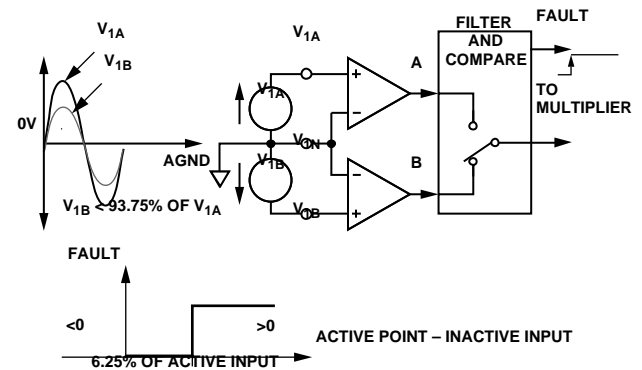 V1A
V1B
0V
AGND
V1B < 93.75% OF V1A
V1A
V1A
V1N
V1B
V1B
+
–
–
+
A
B
FILTER
AND
COMPARE
FAULT
TO
MULTIPLIER
FAULT
<0
>0
6.25% OF ACTIVE INPUT
ACTIVE POINT – INACTIVE INPUT